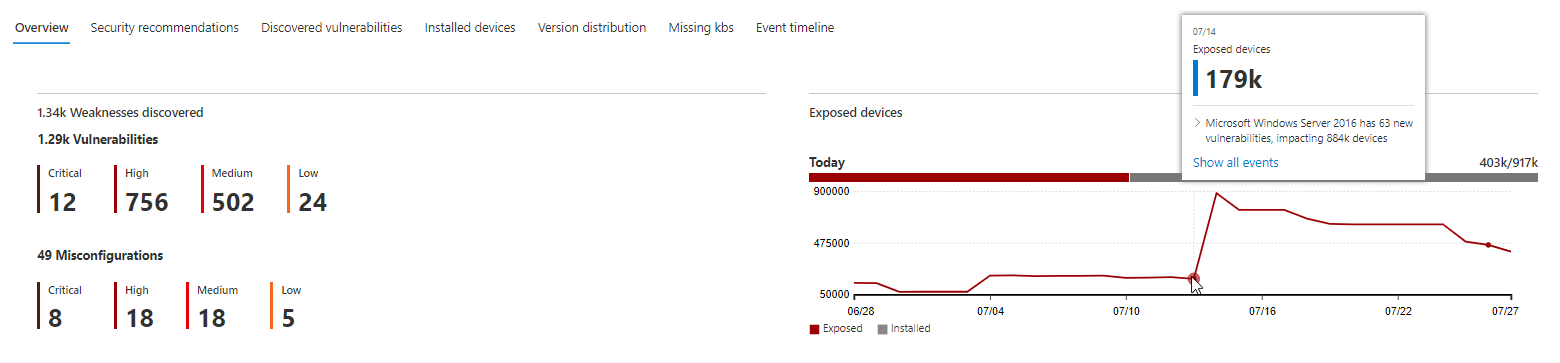 Overview Security recommendations Discovered vulnerabilities Installed devices Version distribution Missing kbs Event timeline
1.34k Weaknesses discovered
1.29k Vulnerabilities
Critical High Medium Low
12 756 502 24
49 Misconfigurations
Critical High Medium Low
8 18 18 5
07/14
Exposed devices
179k
Microsoft Windows Server 2016 has 63 new
vulnerabilities, impacting 884k devices
Show all events
Exposed devices
Today 403k/917k
900000
475000
50000
06/28 07/04 07/10 07/16 07/22 07/27
Exposed Installed